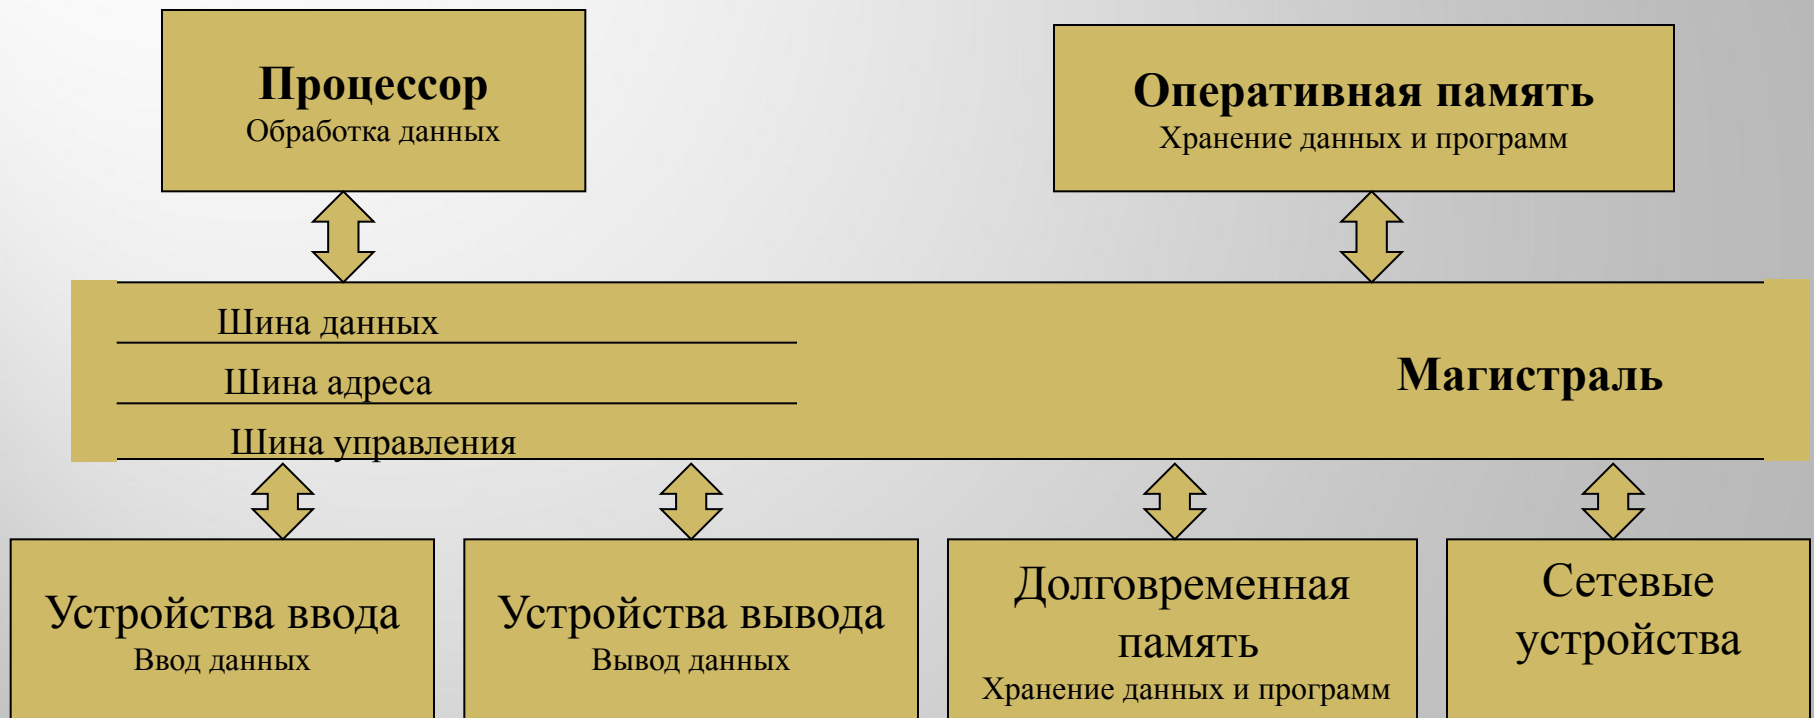 Процессор
Обработка данных
Оперативная память
Хранение данных и программ
Шина данных
Шина адреса
Шина управления
Магистраль
Устройства ввода
Ввод данных
Устройства вывода
Вывод данных
Долговременная
память
Хранение данных и программ
Сетевые
устройства